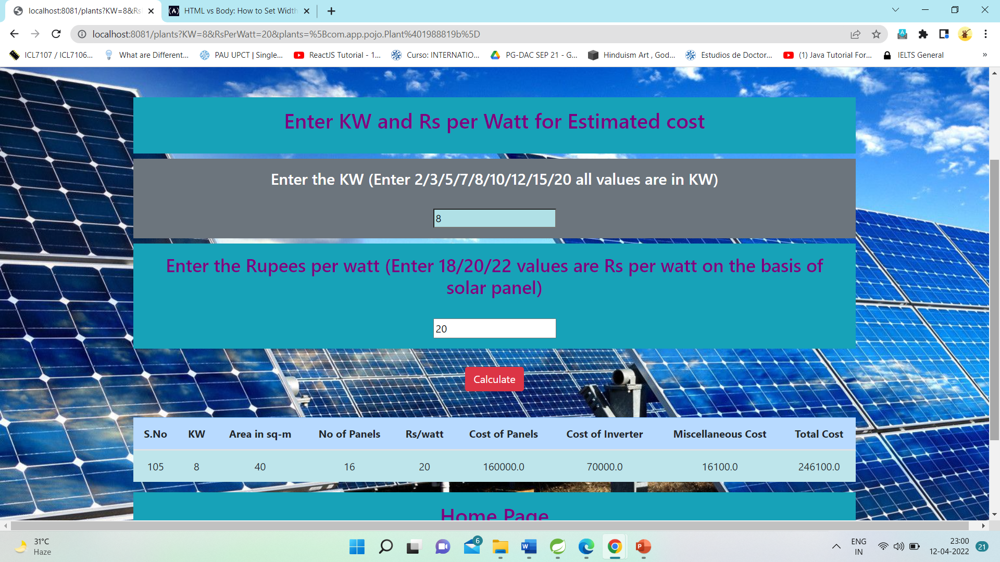 localhost:8081/plants?KW=8&Rs
HTML vs Body: How to Set Width
localhost:8081/plants?KW=8&RsPerWatt=20&plants=%5Bcom.app.pojo.Plant%401988819b%5D
ICL7107 / ICL7106...
What are Different...
PAU UPCT | Single...
ReactJS Tutorial - 1...
Curso: INTERNATIO...
PG-DAC SEP 21 - G...
Hinduism Art , God...
Estudios de Doctor...
(1) Java Tutorial For...
IELTS General
»
Enter KW and Rs per Watt for Estimated cost
Enter the KW (Enter 2/3/5/7/8/10/12/15/20 all values are in KW)
8
Enter the Rupees per watt (Enter 18/20/22 values are Rs per watt on the basis of
solar panel)
20
Calculate
S.No KW Area in sq-m No of Panels Rs/watt Cost of Panels Cost of Inverter Miscellaneous Cost Total Cost
105 8 40 16 20 160000.0 70000.0 16100.0 246100.0
Home Page
31°C
Haze
6
ENG
IN
23:00
12-04-2022
21